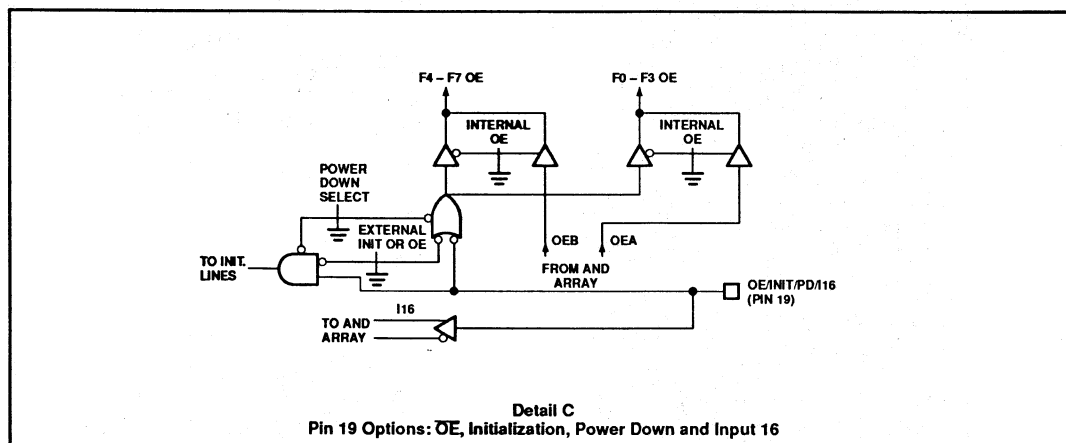 F4 – F7 OE
F0 – F3 OE
INTERNAL
OE
INTERNAL
OE
POWER
DOWN
SELECT
EXTERNAL
INIT OR OE
OEB
OEA
TO INIT.
LINES
FROM AND
ARRAY
OE/INIT/PD/I16
(PIN 19)
I16
TO AND
ARRAY
Detail C
Pin 19 Options: O̅E̅, Initialization, Power Down and Input 16